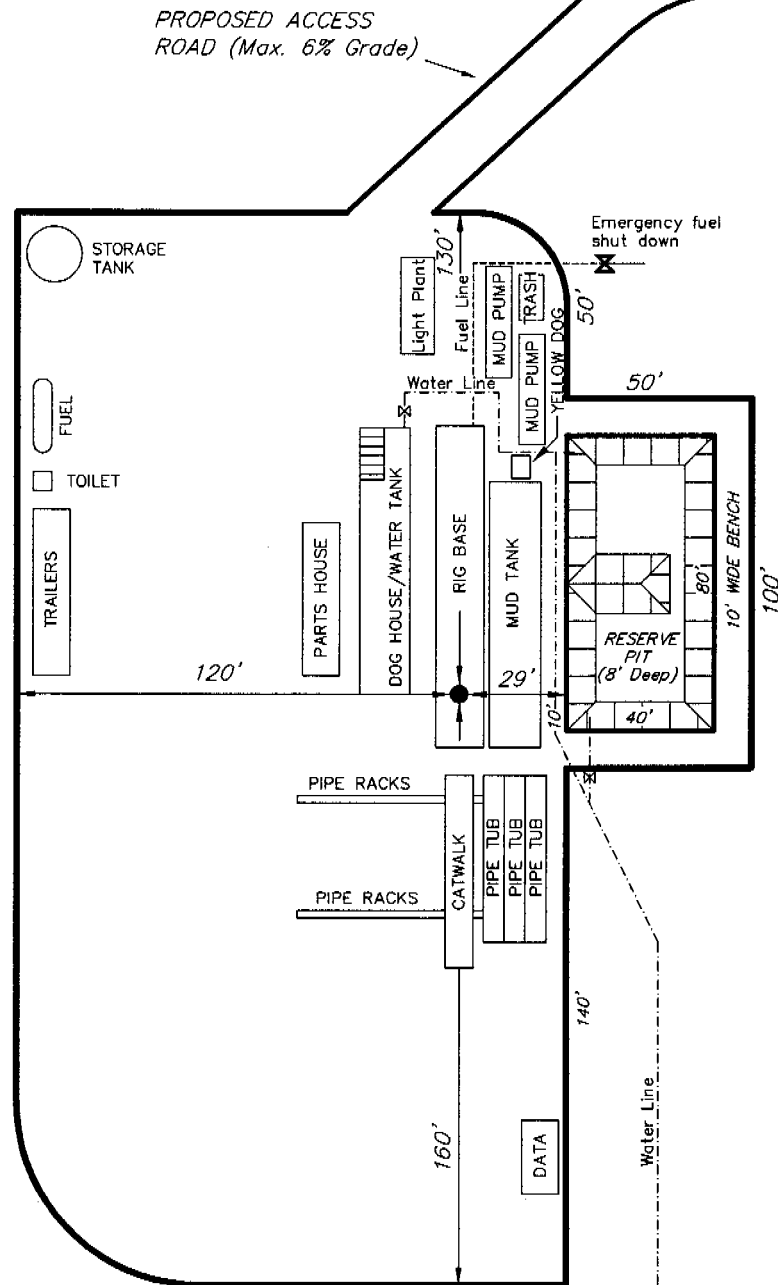 PROPOSED ACCESS
ROAD (Max. 6% Grade)
STORAGE
TANK
Light Plant
130'
Fuel Line
MUD PUMP
TRASH
Emergency fuel
shut down
50'
MUD PUMP
YELLOW DOG
Water Line
50'
FUEL
TOILET
TRAILERS
PARTS HOUSE
DOG HOUSE/WATER TANK
RIG BASE
MUD TANK
RESERVE
PIT
(8' Deep)
80'
40'
10' WIDE BENCH
100'
120'
29'
10'
PIPE RACKS
PIPE RACKS
CATWALK
PIPE TUB
PIPE TUB
PIPE TUB
140'
160'
DATA
Water Line